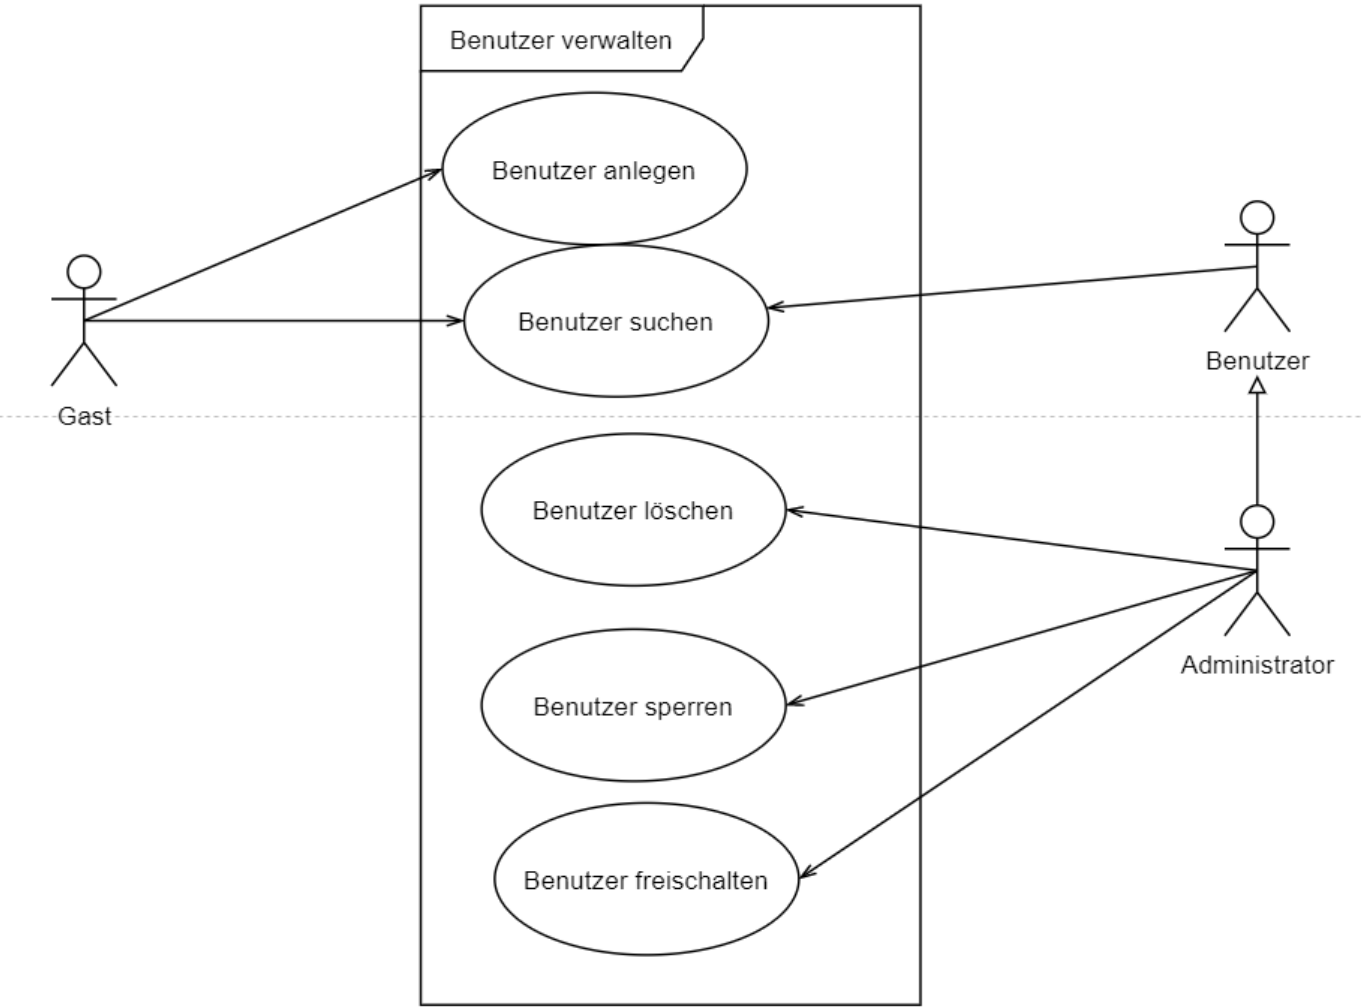 Benutzer verwalten
Benutzer anlegen
Benutzer suchen
Benutzer
Gast
Benutzer löschen
Administrator
Benutzer sperren
Benutzer freischalten